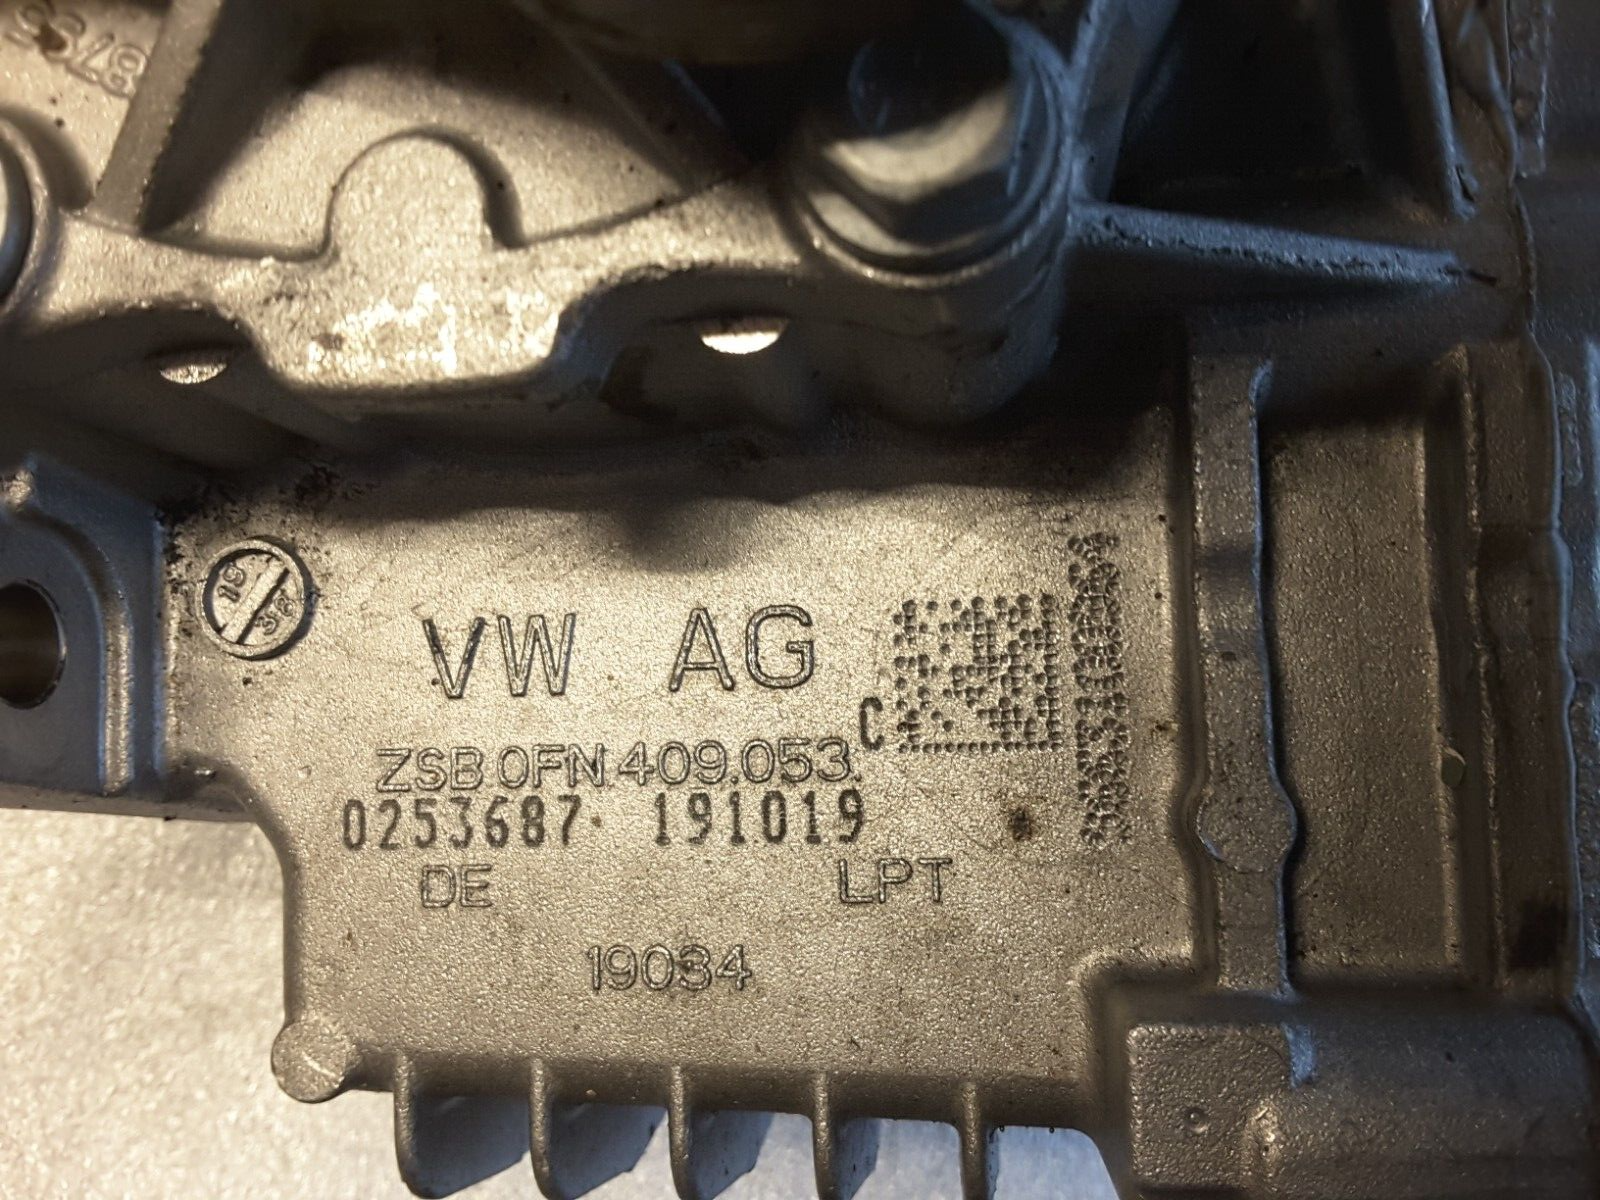 VW AG
ZSB.0FN.409.053. C
0253687 191019
DE LPT
19034